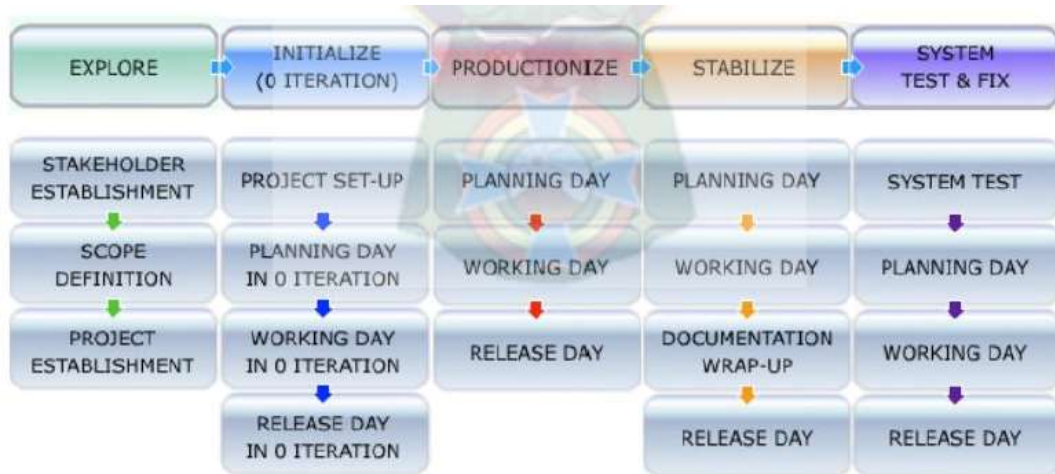 EXPLORE
INITIALIZE
(0 ITERATION)
PRODUCTIONIZE
STABILIZE
SYSTEM
TEST & FIX
STAKEHOLDER
ESTABLISHMENT
SCOPE
DEFINITION
PROJECT
ESTABLISHMENT
PROJECT SET-UP
PLANNING DAY
IN 0 ITERATION
WORKING DAY
IN 0 ITERATION
RELEASE DAY
IN 0 ITERATION
PLANNING DAY
WORKING DAY
RELEASE DAY
PLANNING DAY
WORKING DAY
DOCUMENTATION
WRAP-UP
RELEASE DAY
SYSTEM TEST
PLANNING DAY
WORKING DAY
RELEASE DAY